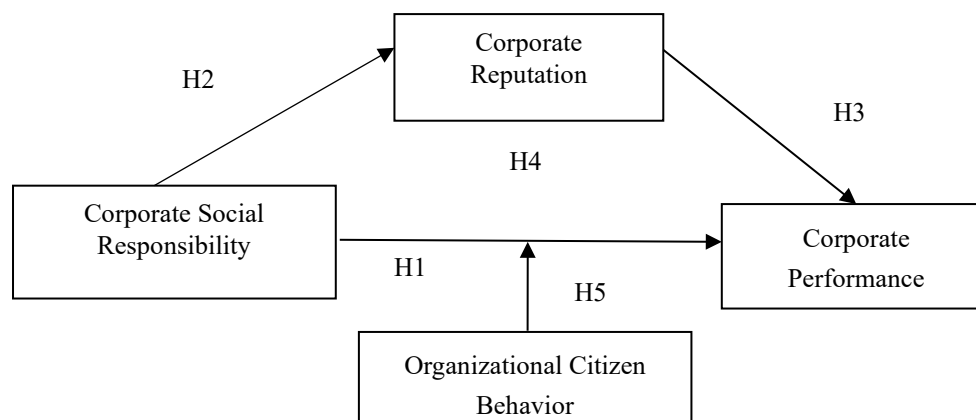 Corporate
Reputation
H2
H3
H4
Corporate Social
Responsibility
Corporate
Performance
H1
H5
Organizational Citizen
Behavior